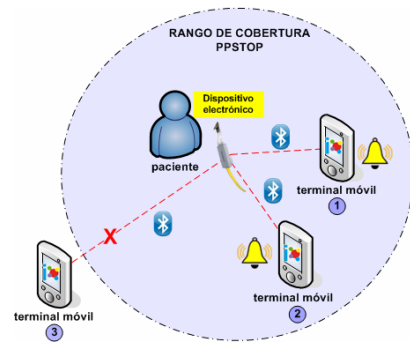 RANGO DE COBERTURA
PPSTOP
Dispositivo
electrónico
paciente
terminal móvil
1
X
terminal móvil
2
terminal móvil
3